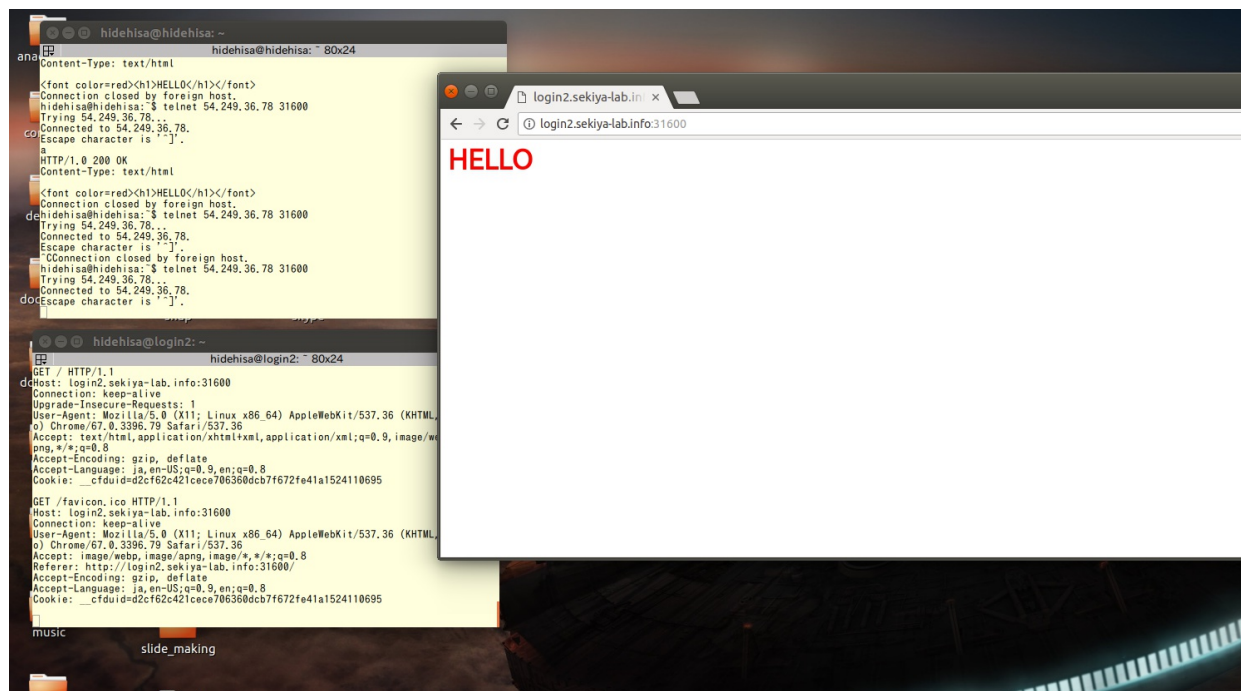 hidehisa@hidehisa: ~
hidehisa@hidehisa: ~ 80x24
Content-Type: text/html
<font color=red><h1>HELLO</h1></font>
Connection closed by foreign host.
hidehisa@hidehisa:~$ telnet 54.249.36.78 31600
Trying 54.249.36.78...
Connected to 54.249.36.78.
Escape character is '^]'.
a
HTTP/1.0 200 OK
Content-Type: text/html
<font color=red><h1>HELLO</h1></font>
Connection closed by foreign host.
hidehisa@hidehisa:~$ telnet 54.249.36.78 31600
Trying 54.249.36.78...
Connected to 54.249.36.78.
Escape character is '^]'.
^CConnection closed by foreign host.
hidehisa@hidehisa:~$ telnet 54.249.36.78 31600
Trying 54.249.36.78...
Connected to 54.249.36.78.
Escape character is '^]'.
hidehisa@login2: ~
hidehisa@login2: ~ 80x24
GET / HTTP/1.1
Host: login2.sekiya-lab.info:31600
Connection: keep-alive
Upgrade-Insecure-Requests: 1
User-Agent: Mozilla/5.0 (X11; Linux x86_64) AppleWebKit/537.36 (KHTML,
o) Chrome/67.0.3396.79 Safari/537.36
Accept: text/html,application/xhtml+xml,application/xml;q=0.9,image/we
png,*/*;q=0.8
Accept-Encoding: gzip, deflate
Accept-Language: ja,en-US;q=0.9,en;q=0.8
Cookie: __cfduid=d2cf62c421cece706360dcb7f672fe41a1524110695
GET /favicon.ico HTTP/1.1
Host: login2.sekiya-lab.info:31600
Connection: keep-alive
User-Agent: Mozilla/5.0 (X11; Linux x86_64) AppleWebKit/537.36 (KHTML,
o) Chrome/67.0.3396.79 Safari/537.36
Accept: image/webp,image/apng,image/*,*/*;q=0.8
Referer: http://login2.sekiya-lab.info:31600/
Accept-Encoding: gzip, deflate
Accept-Language: ja,en-US;q=0.9,en;q=0.8
Cookie: __cfduid=d2cf62c421cece706360dcb7f672fe41a1524110695
music
slide_making
login2.sekiya-lab.in
login2.sekiya-lab.info:31600
HELLO